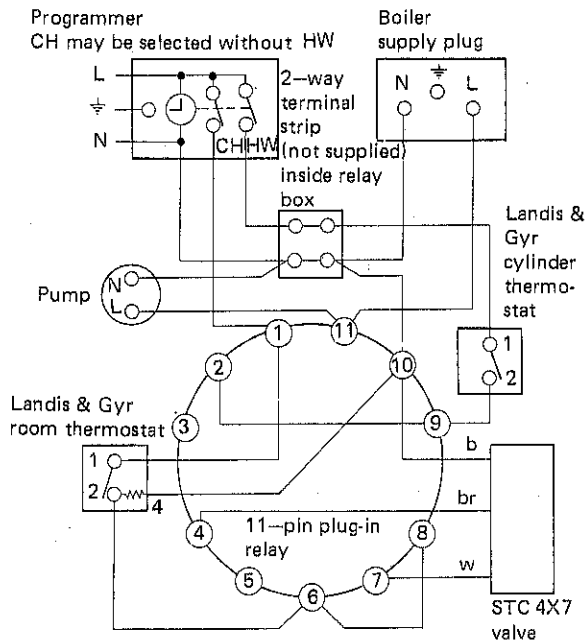 Programmer
CH may be selected without HW
Boiler
supply plug
L
N
2-way
terminal
strip
(not supplied)
inside relay
box
CH HW
N
L
Landis &
Gyr
cylinder
thermo-
stat
Pump
N
L
1
2
1
11
2
10
3
9
Landis & Gyr
room thermostat
1
2
4
b
br
w
4
11-pin plug-in
relay
8
5
7
6
STC 4X7
valve